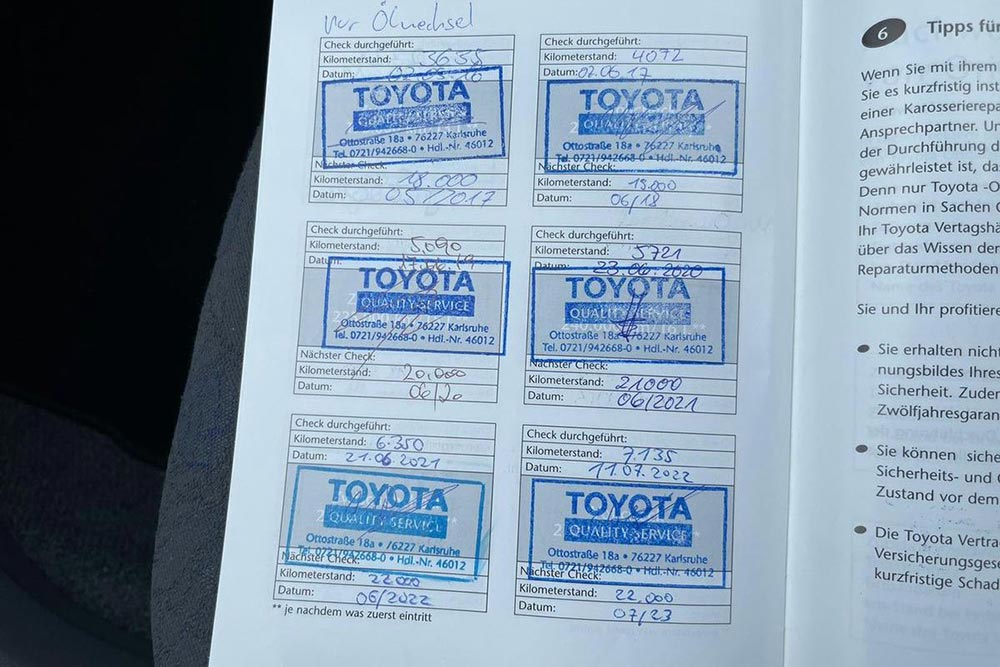 nur Ölwechsel
Check durchgeführt:
Kilometerstand: 3635
Datum:
TOYOTA
QUALITY-SERVICE
Ottostraße 18a • 76227 Karlsruhe
Tel. 0721/942668-0 • Hdl.-Nr. 46012
Nächster Check:
Kilometerstand: 18.000
Datum: 05/2017
Check durchgeführt:
Kilometerstand: 4072
Datum: 02.06.17
TOYOTA
QUALITY-SERVICE
Ottostraße 18a • 76227 Karlsruhe
Tel. 0721/942668-0 • Hdl.-Nr. 46012
Nächster Check:
Kilometerstand: 19.000
Datum: 06/18
Check durchgeführt:
Kilometerstand: 5.090
Datum:
TOYOTA
QUALITY-SERVICE
Ottostraße 18a • 76227 Karlsruhe
Tel. 0721/942668-0 • Hdl.-Nr. 46012
Nächster Check:
Kilometerstand: 20.000
Datum: 06/20
Check durchgeführt:
Kilometerstand: 5721
Datum: 23.06.2020
TOYOTA
QUALITY-SERVICE
Ottostraße 18a • 76227 Karlsruhe
Tel. 0721/942668-0 • Hdl.-Nr. 46012
Nächster Check:
Kilometerstand: 21000
Datum: 06/2021
Check durchgeführt:
Kilometerstand: 6.350
Datum: 21.06.2021
TOYOTA
QUALITY-SERVICE
Ottostraße 18a • 76227 Karlsruhe
Tel. 0721/942668-0 • Hdl.-Nr. 46012
Nächster Check:
Kilometerstand: 22000
Datum: 06/2022
Check durchgeführt:
Kilometerstand: 7.135
Datum: 11.07.2022
TOYOTA
QUALITY-SERVICE
Ottostraße 18a • 76227 Karlsruhe
Tel. 0721/942668-0 • Hdl.-Nr. 46012
Nächster Check:
Kilometerstand: 22.000
Datum: 07/23
** je nachdem was zuerst eintritt
6 Tipps für
Wenn Sie mit ihrem
Sie es kurzfristig inst
einer Karosserierepa
Ansprechpartner. Un
der Durchführung d
gewährleistet ist, da
Denn nur Toyota -O
Normen in Sachen
Ihr Toyota Vertagshä
über das Wissen der
Reparaturmethoden
Sie und Ihr profitiere
• Sie erhalten nicht
nungsbildes Ihres
Sicherheit. Zuder
Zwölfjahresgaran
• Sie können siche
Sicherheits- und
Zustand vor dem
• Die Toyota Vertra
Versicherungsges
kurzfristige Schad